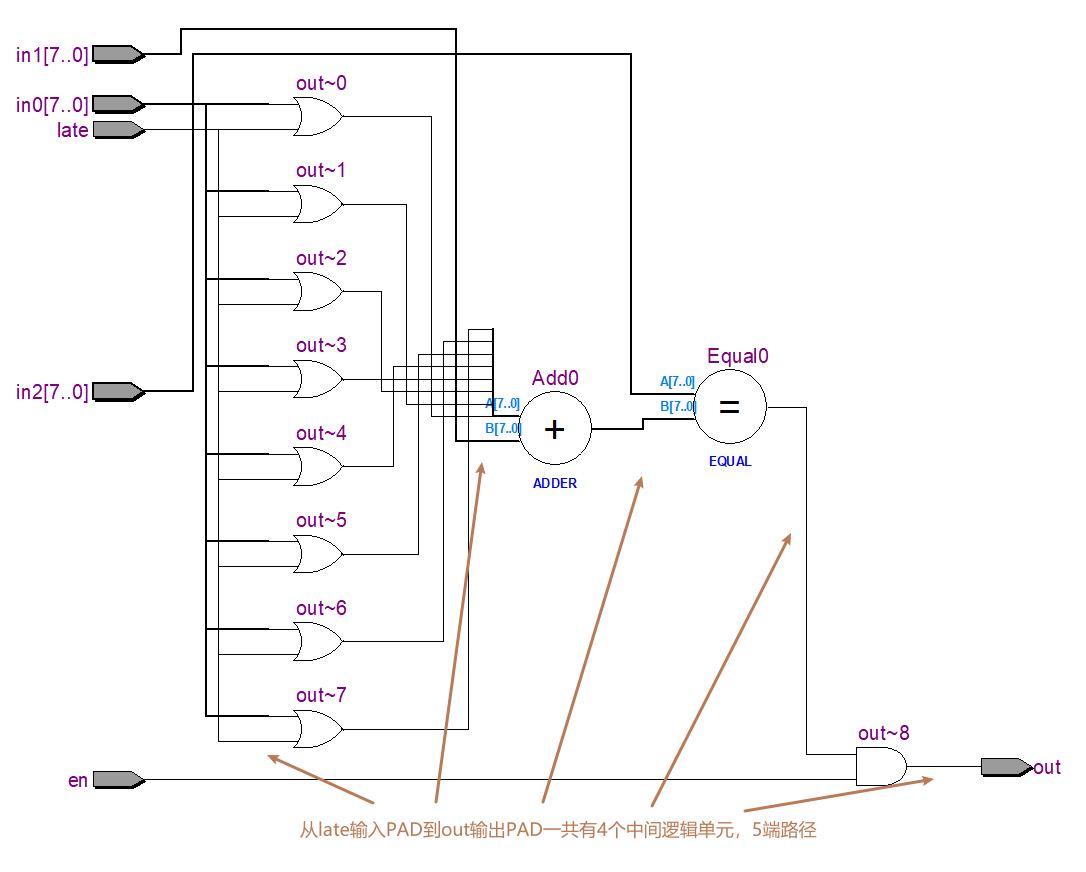 in1[7..0]
in0[7..0]
late
in2[7..0]
en
out~0
out~1
out~2
out~3
out~4
out~5
out~6
out~7
A[7..0]
B[7..0]
Add0
+
ADDER
A[7..0]
B[7..0]
Equal0
=
EQUAL
out~8
out
从late输入PAD到out输出PAD一共有4个中间逻辑单元，5端路径